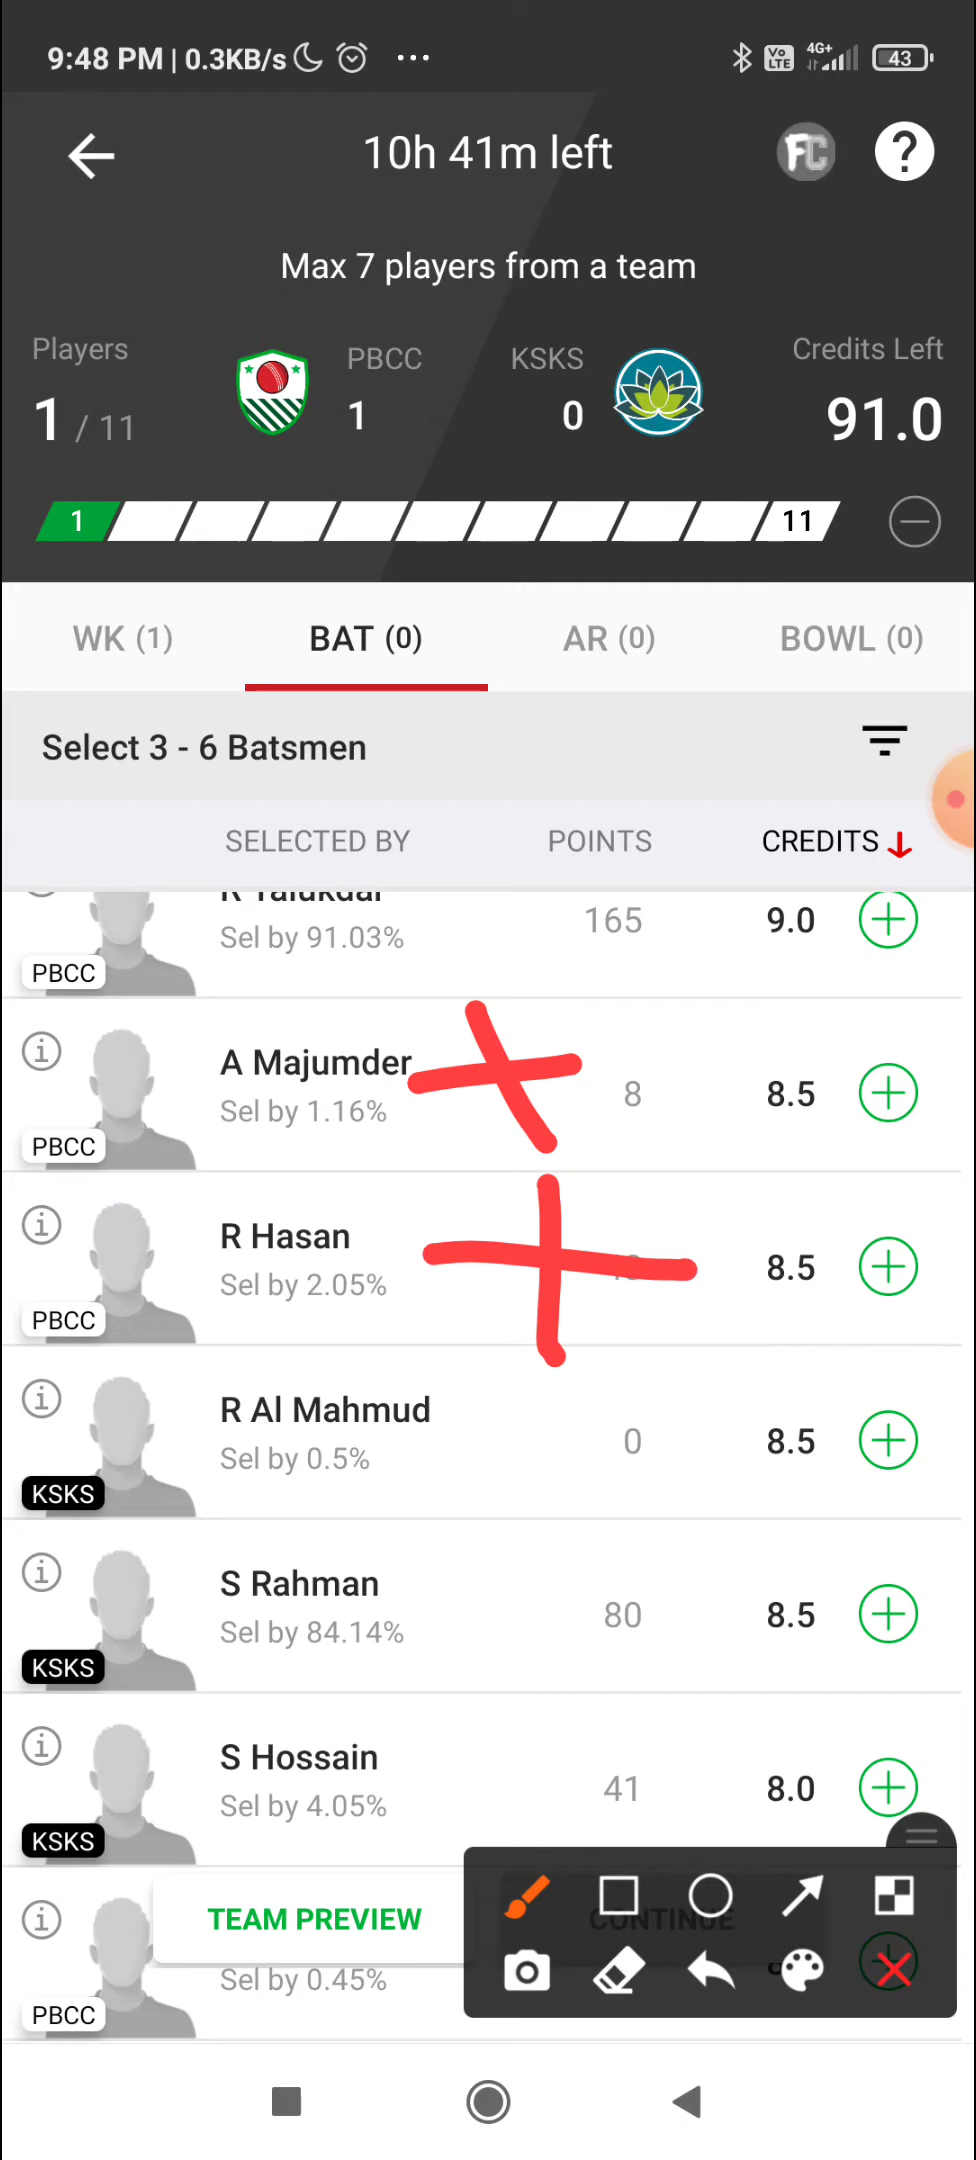 9:48 PM | 0.3KB/s ...
Vo LTE 4G+ 43
10h 41m left FC ?
Max 7 players from a team
Players PBCC KSKS Credits Left
1 / 11 1 0 91.0
1 11
WK (1) BAT (0) AR (0) BOWL (0)
Select 3 - 6 Batsmen
SELECTED BY POINTS CREDITS
R Talukdar
Sel by 91.03% 165 9.0
PBCC
A Majumder
Sel by 1.16% 8 8.5
PBCC
R Hasan
Sel by 2.05% 8.5
PBCC
R Al Mahmud
Sel by 0.5% 0 8.5
KSKS
S Rahman
Sel by 84.14% 80 8.5
KSKS
S Hossain
Sel by 4.05% 41 8.0
KSKS
TEAM PREVIEW CONTINUE
Sel by 0.45%
PBCC